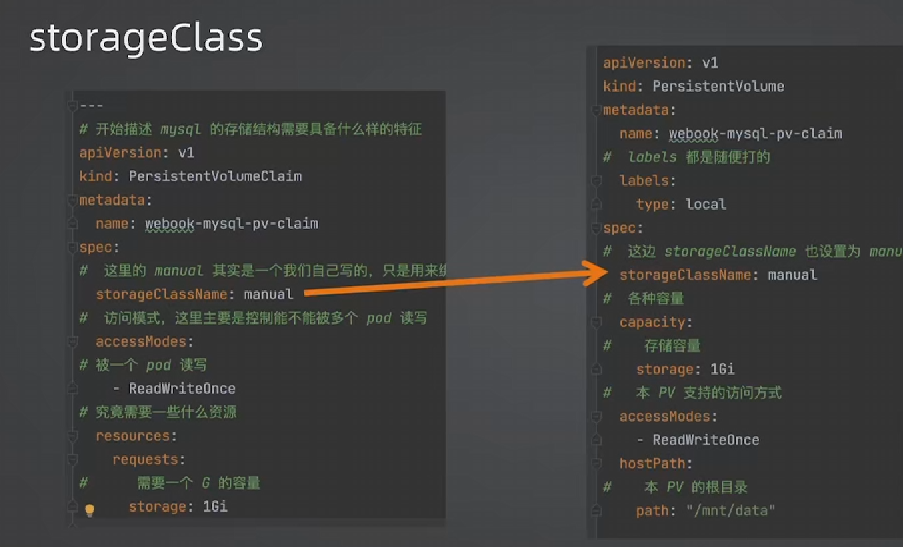 storageClass
---
# 开始描述 mysql 的存储结构需要具备什么样的特征
apiVersion: v1
kind: PersistentVolumeClaim
metadata:
  name: webook-mysql-pv-claim
spec:
#  这里的 manual 其实是一个我们自己写的，只是用来
  storageClassName: manual
#  访问模式，这里主要是控制能不能被多个 pod 读写
  accessModes:
# 被一个 pod 读写
    - ReadWriteOnce
# 究竟需要一些什么资源
  resources:
    requests:
#      需要一个 G 的容量
      storage: 1Gi
apiVersion: v1
kind: PersistentVolume
metadata:
  name: webook-mysql-pv-claim
#  labels 都是随便打的
  labels:
    type: local
spec:
#  这边 storageClassName 也设置为 manu
  storageClassName: manual
#  各种容量
  capacity:
#    存储容量
    storage: 1Gi
#   本 PV 支持的访问方式
  accessModes:
    - ReadWriteOnce
  hostPath:
#    本 PV 的根目录
    path: "/mnt/data"